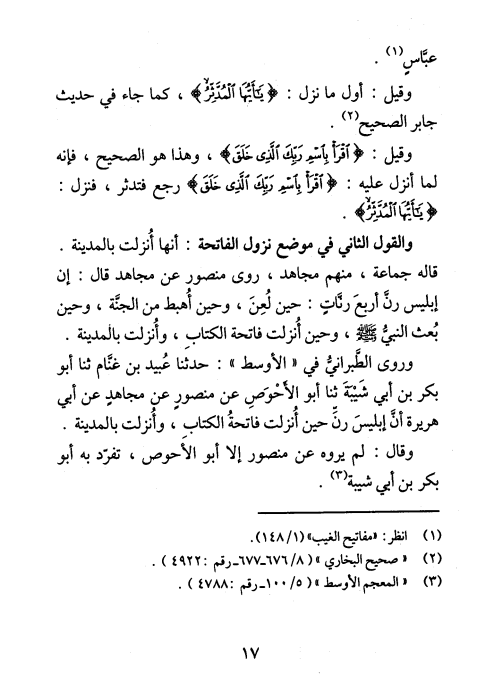 عبَّاسٍ(١) .
وقيل : أول ما نزل : ﴿ يَٰٓأَيُّهَا ٱلْمُدَّثِّرُ ﴾ ، كما جاء في حديث
جابر الصحيح(٢) .
وقيل : ﴿ ٱقْرَأْ بِٱسْمِ رَبِّكَ ٱلَّذِى خَلَقَ ﴾ ، وهذا هو الصحيح ، فإنه
لما أنزل عليه : ﴿ ٱقْرَأْ بِٱسْمِ رَبِّكَ ٱلَّذِى خَلَقَ ﴾ رجع فتدثر ، فنزل :
﴿ يَٰٓأَيُّهَا ٱلْمُدَّثِّرُ ﴾ .
والقول الثاني في موضع نزول الفاتحة : أنها أُنزلت بالمدينة .
قاله جماعة ، منهم مجاهد ، روى منصور عن مجاهد قال : إن
إبليس رنَّ أربعَ رنَّاتٍ : حين لُعِنَ ، وحين أُهبط من الجنَّة ، وحين
بُعث النبيُّ ﷺ ، وحين أُنزلت فاتحة الكتابِ ، وأُنزلت بالمدينة .
وروى الطَّبرانيُّ في « الأوسط » : حدثنا عُبيد بن غنَّام ثنا أبو
بكر بن أبي شَيْبَةَ ثنا أبو الأَحْوَصِ عن منصورٍ عن مجاهدٍ عن أبي
هريرة أنَّ إبليسَ رنِّ حين أُنزلت فاتحةُ الكتابِ ، وأُنزلت بالمدينة .
وقال : لم يروه عن منصور إلا أبو الأحوص ، تفرّد به أبو
بكر بن أبي شيبة(٣) .
(١) انظر: «مفاتيح الغيب» (١/ ١٤٨).
(٢) « صحيح البخاري » ( ٨/ ٦٧٦ـ٦٧٧ـ رقم : ٤٩٢٢ ) .
(٣) « المعجم الأوسط » ( ٥/ ١٠٠ـ رقم : ٤٧٨٨ ) .
١٧